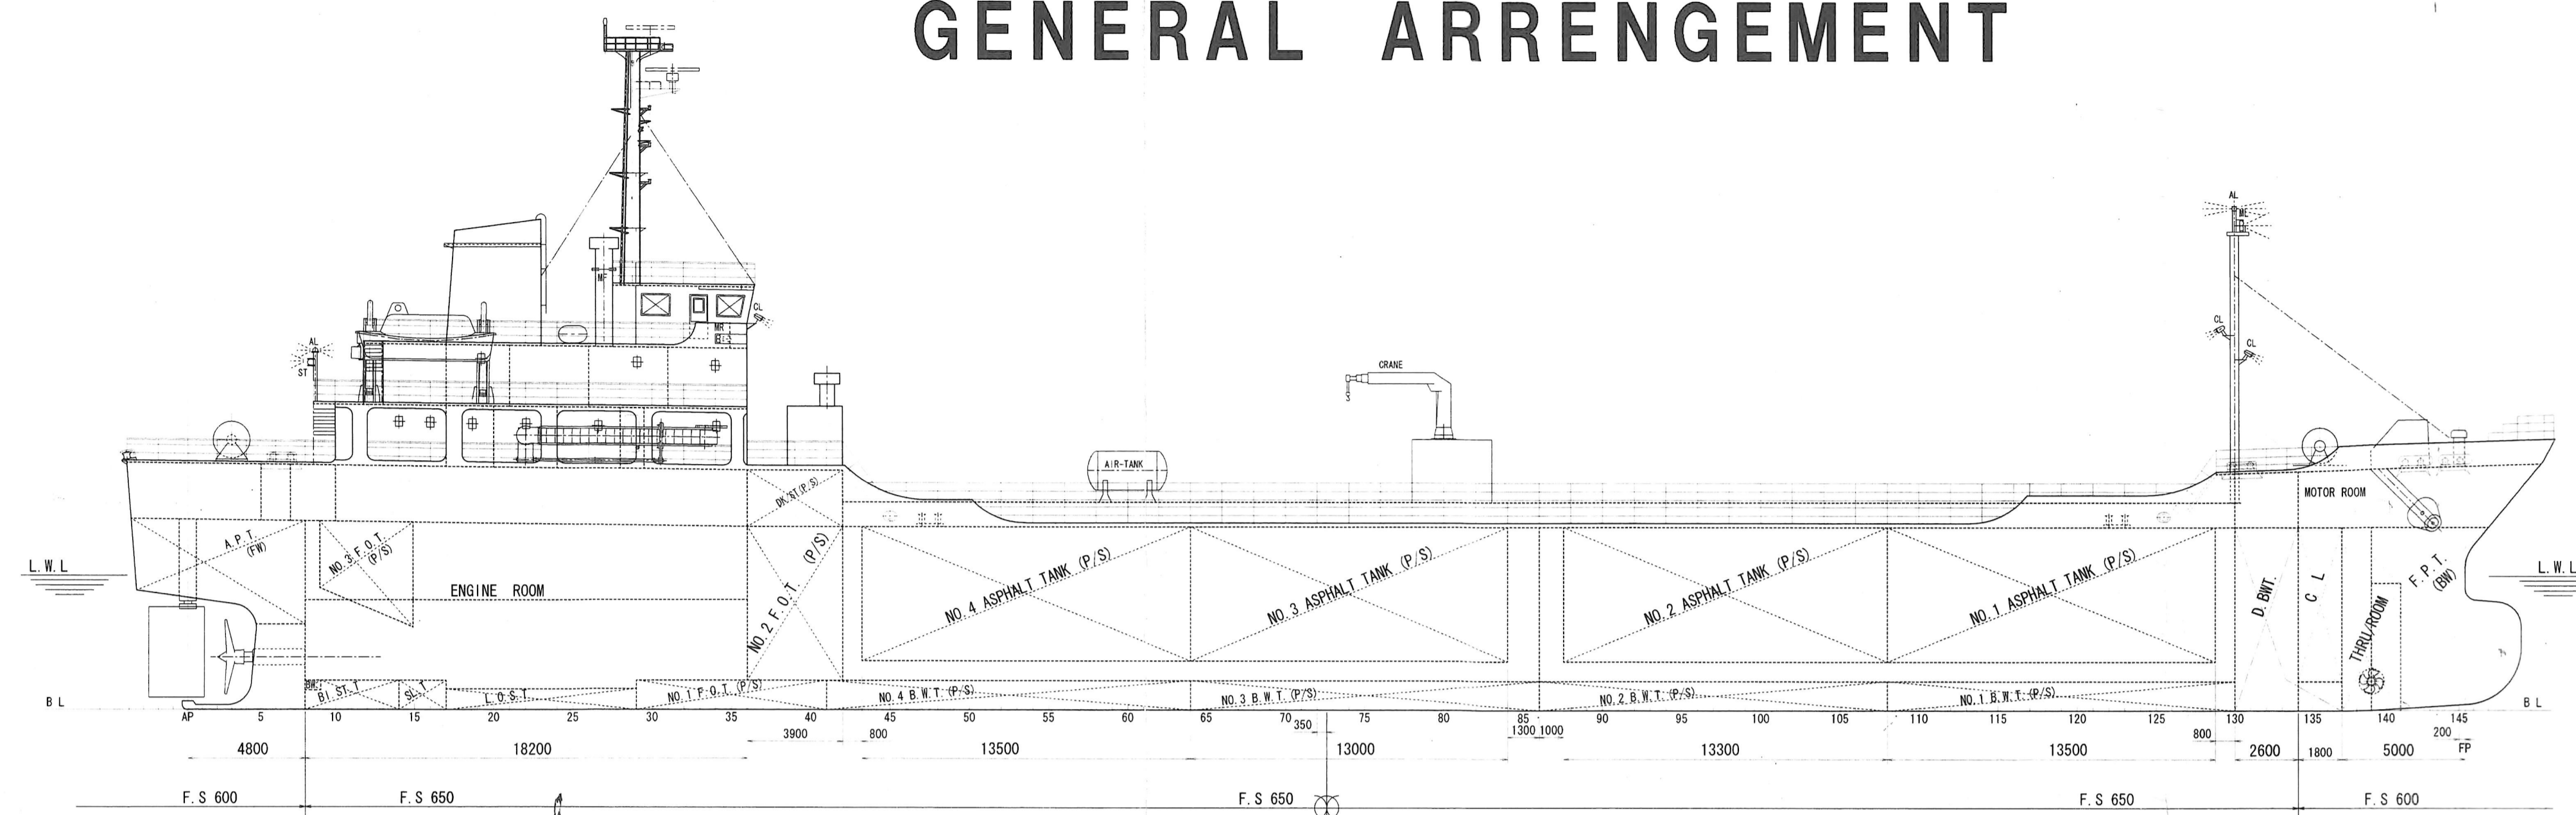 GENERAL ARRENGEMENT
AL
ML
MF
CL
MR
AL
ST
CL
CL
CRANE
AIR-TANK
DK. ST (P/S)
MOTOR ROOM
A.P.T. (FW)
NO.3 F.O.T (P/S)
L.W.L
ENGINE ROOM
NO.2 F.O.T (P/S)
NO.4 ASPHALT TANK (P/S)
NO.3 ASPHALT TANK (P/S)
NO.2 ASPHALT TANK (P/S)
NO.1 ASPHALT TANK (P/S)
D.BWT.
C L
THRU/ROOM
F.P.T. (BW)
L.W.L
BI.ST.T
SL.T
L.O.S.T.
NO.1 F.O.T. (P/S)
NO.4 B.W.T. (P/S)
NO.3 B.W.T. (P/S)
NO.2 B.W.T. (P/S)
NO.1 B.W.T. (P/S)
B L
B L
AP 5 10 15 20 25 30 35 40 45 50 55 60 65 70 75 80 85 90 95 100 105 110 115 120 125 130 135 140 145
350
3900 800 1300 1000 800 200
4800 18200 13500 13000 13300 13500 2600 1800 5000 FP
F.S 600 F.S 650 F.S 650 F.S 650 F.S 600